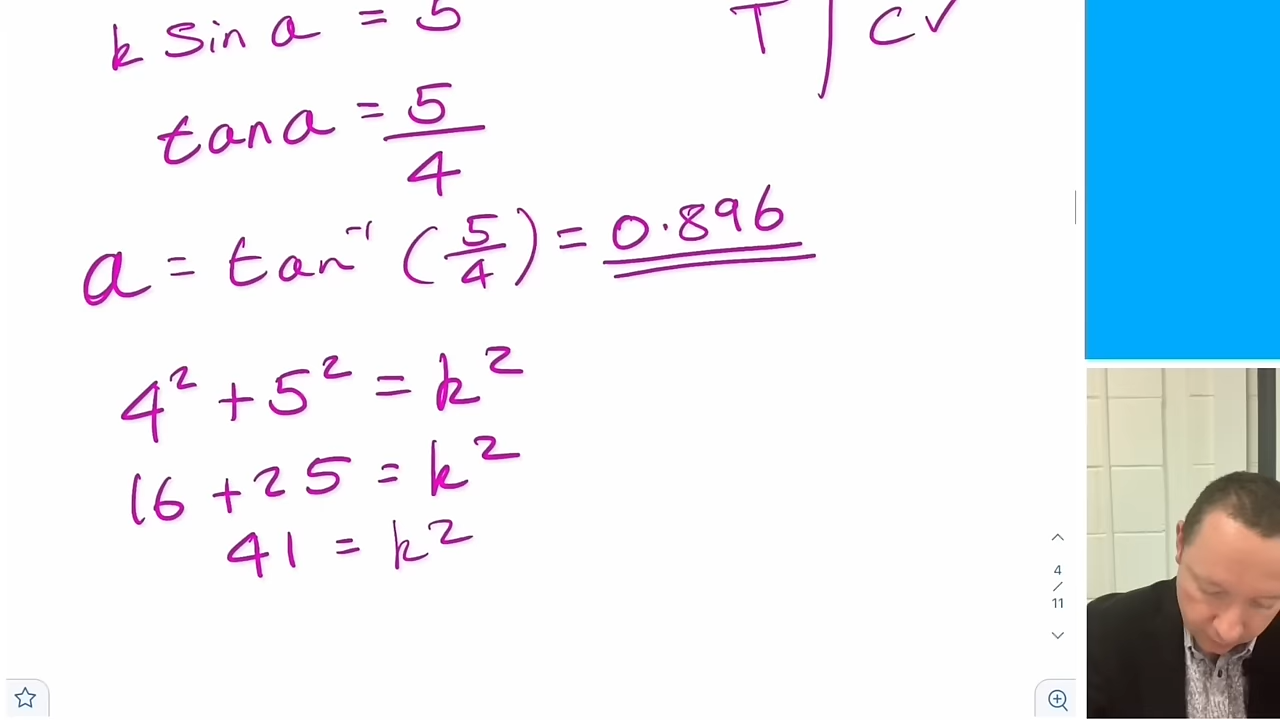 k sin a = 5
T | C✓
tan a = 5/4
a = tan⁻¹ (5/4) = 0.896
4² + 5² = k²
16 + 25 = k²
41 = k²
4
/
11